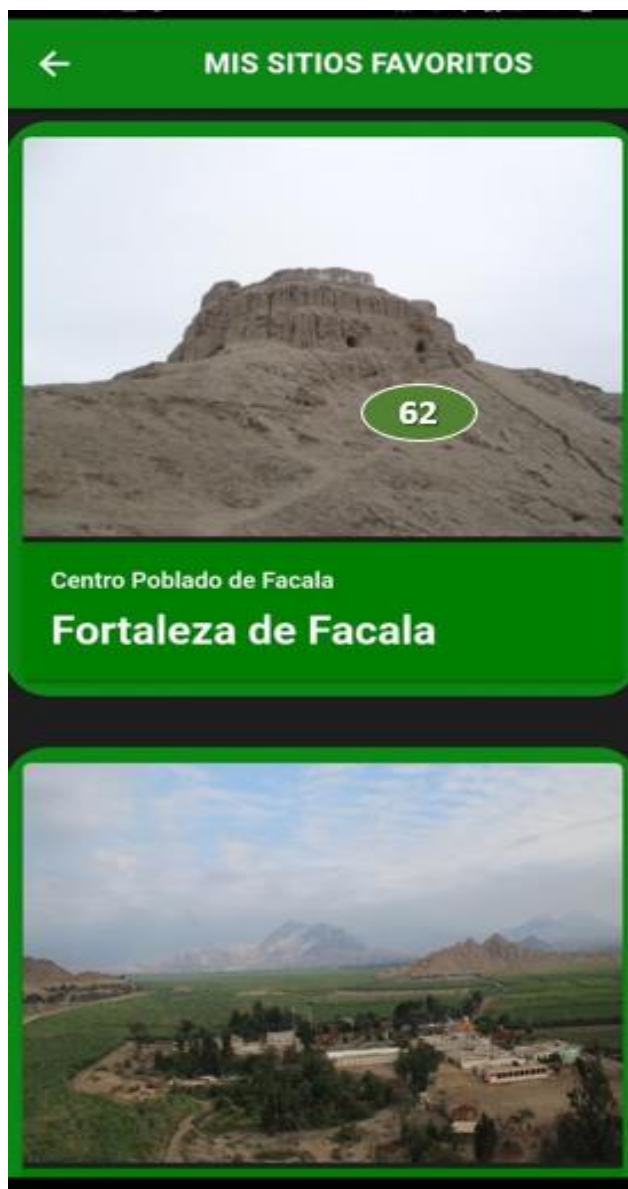 MIS SITIOS FAVORITOS
62
Centro Poblado de Facala
Fortaleza de Facala